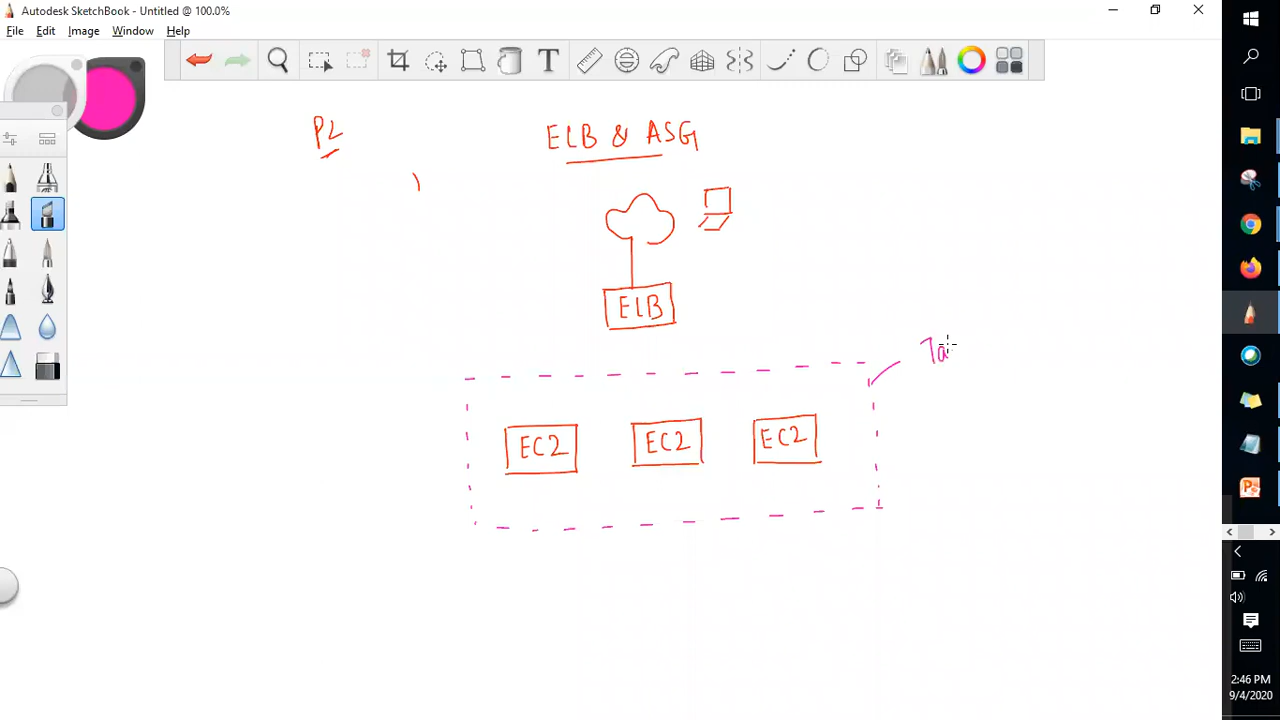 Autodesk SketchBook - Untitled @ 100.0%
File Edit Image Window Help
ELB & ASG
ELB
Ta
EC2 EC2 EC2
2:46 PM
9/4/2020